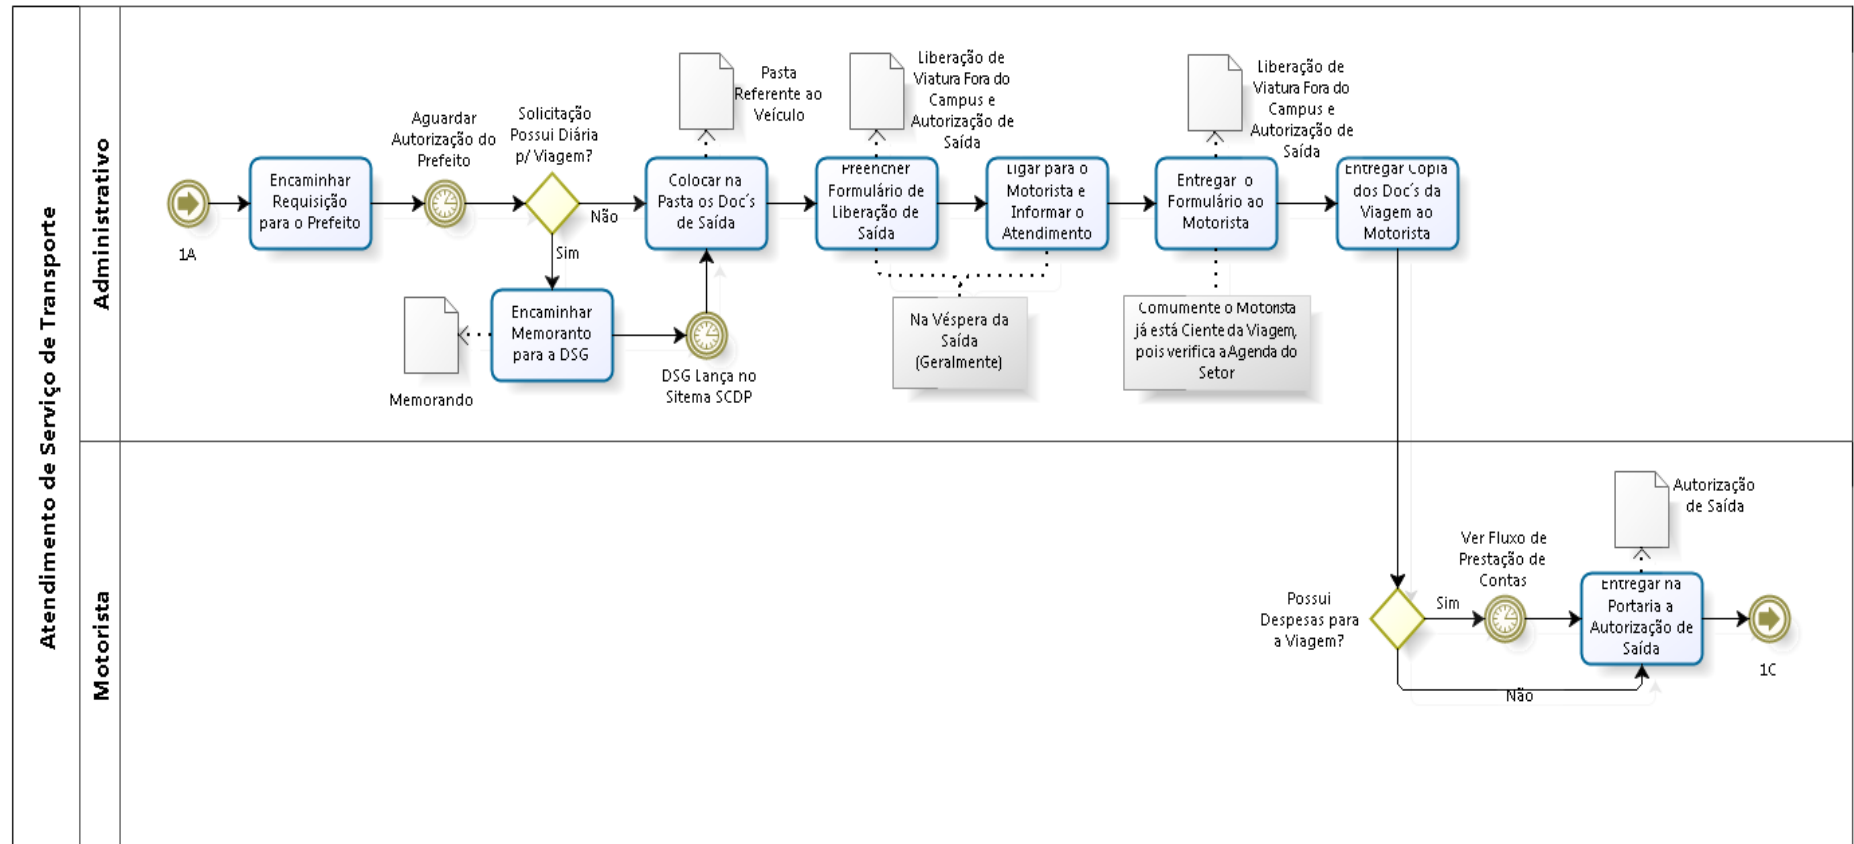 Atendimento de Serviço de Transporte
Administrativo
1A
Encaminhar
Requisição
para o Prefeito
Aguardar
Autorização do
Prefeito
Solicitação
Possui Diária
p/ Viagem?
Não
Sim
Encaminhar
Memoranto
para a DSG
Memorando
DSG Lança no
Sitema SCDP
Colocar na
Pasta os Doc´s
de Saída
Pasta
Referente ao
Veículo
Preencher
Formulário de
Liberação de
Saída
Liberação de
Viatura Fora do
Campus e
Autorização de
Saída
Ligar para o
Motorista e
Informar o
Atendimento
Na Véspera da
Saída
(Geralmente)
Entregar o
Formulário ao
Motorista
Liberação de
Viatura Fora do
Campus e
Autorização de
Saída
Comumente o Motorista
já está Ciente da Viagem,
pois verifica a Agenda do
Setor
Entregar Copia
dos Doc´s da
Viagem ao
Motorista
Motorista
Possui
Despesas para
a Viagem?
Sim
Não
Ver Fluxo de
Prestação de
Contas
Entregar na
Portaria a
Autorização de
Saída
Autorização
de Saída
1C